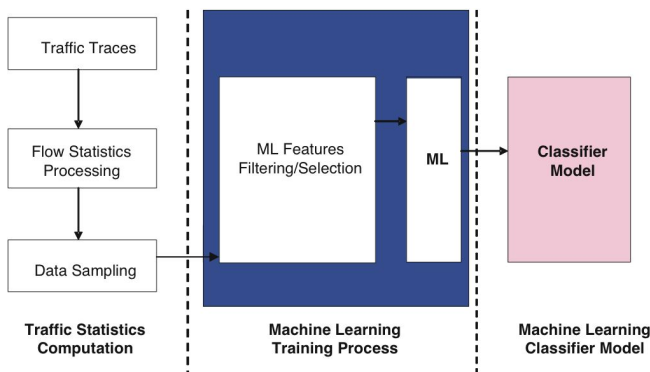 Traffic Traces
Flow Statistics
Processing
Data Sampling
Traffic Statistics
Computation
ML Features
Filtering/Selection
ML
Machine Learning
Training Process
Classifier
Model
Machine Learning
Classifier Model